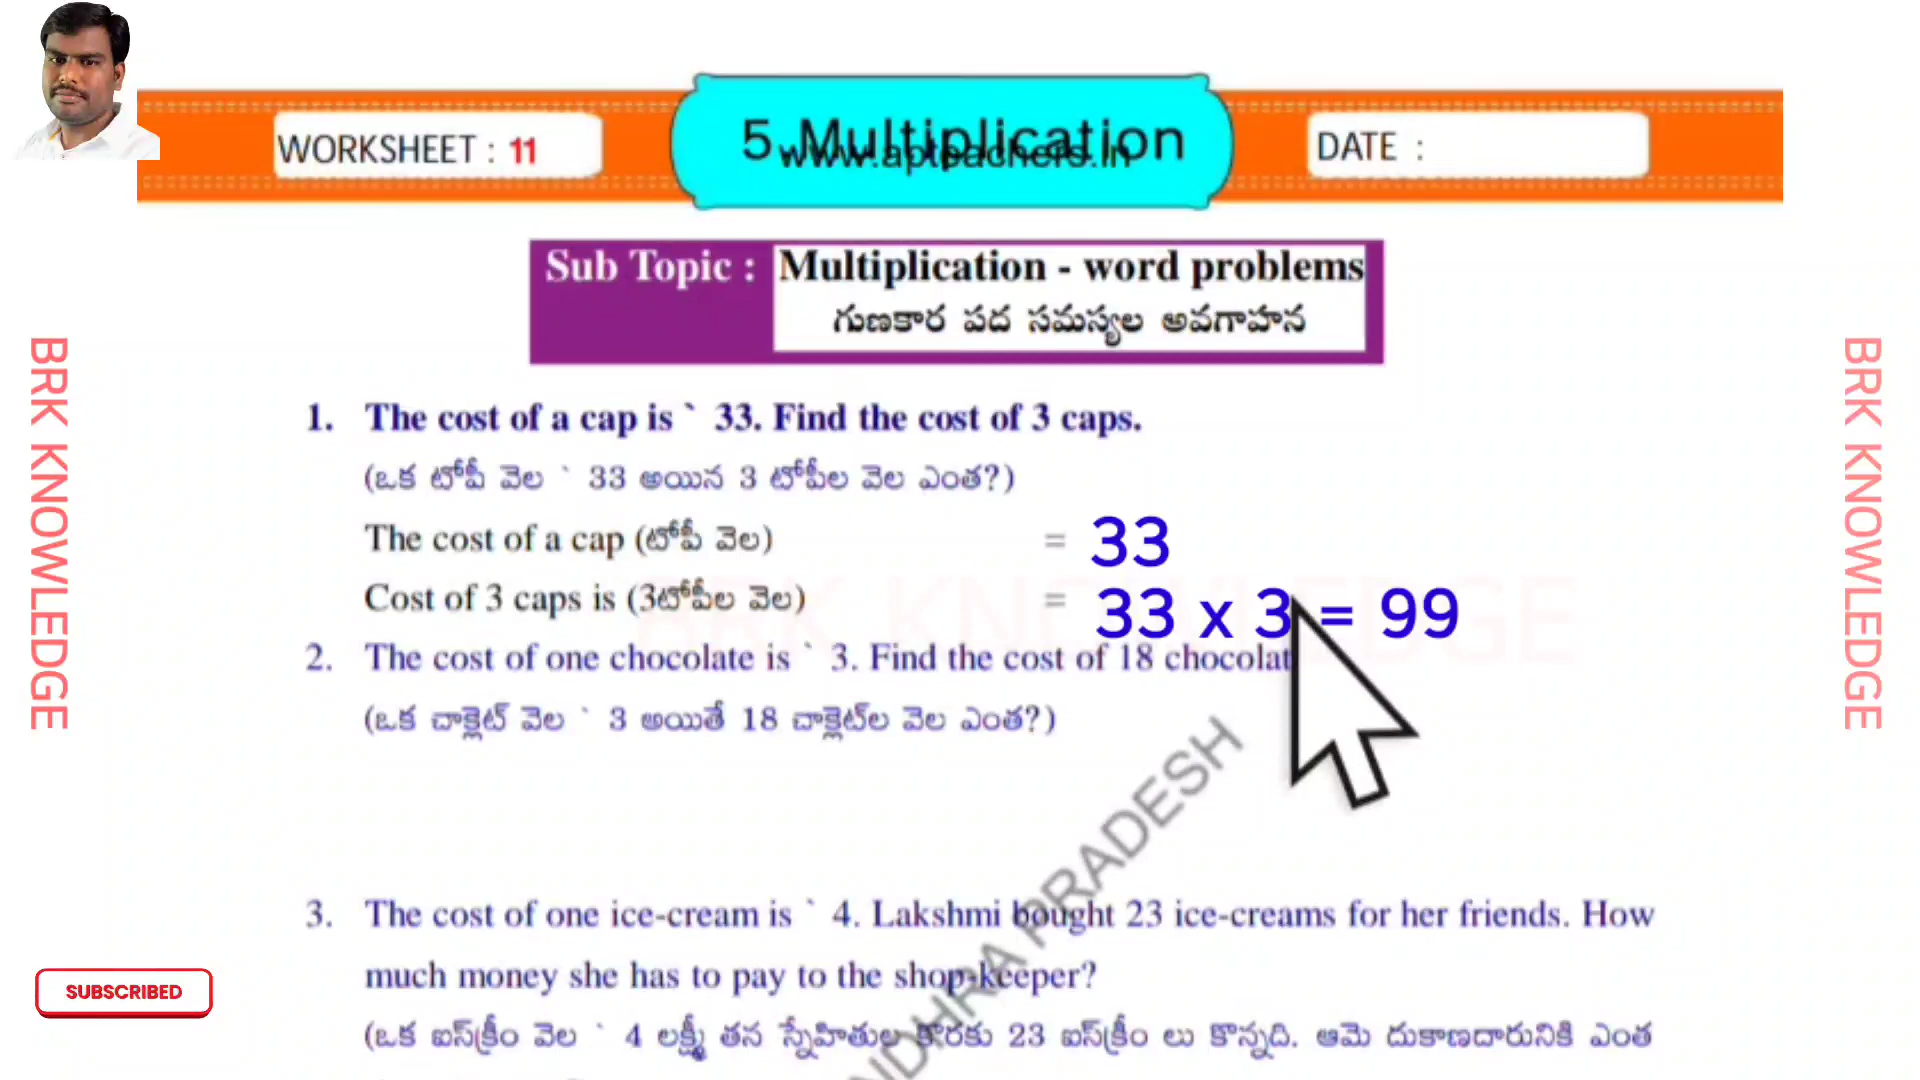 WORKSHEET : 11
5.Multiplication
www.apteachers.in
DATE :
Sub Topic :
Multiplication - word problems
గుణకార పద సమస్యల అవగాహన
1. The cost of a cap is ` 33. Find the cost of 3 caps.
(ఒక టోపీ వెల ` 33 అయిన 3 టోపీల వెల ఎంత?)
The cost of a cap (టోపీ వెల) = 33
Cost of 3 caps is (3టోపీల వెల) = 33 x 3 = 99
2. The cost of one chocolate is ` 3. Find the cost of 18 chocolat
(ఒక చాక్లెట్ వెల ` 3 అయితే 18 చాక్లెట్‌ల వెల ఎంత?)
3. The cost of one ice-cream is ` 4. Lakshmi bought 23 ice-creams for her friends. How
much money she has to pay to the shop-keeper?
(ఒక ఐస్‌క్రీం వెల ` 4 లక్ష్మీ తన స్నేహితుల కొరకు 23 ఐస్‌క్రీం లు కొన్నది. ఆమె దుకాణదారునికి ఎంత
BRK KNOWLEDGE
BRK KNOWLEDGE
BRK KNOWLEDGE
NDHRA PRADESH
SUBSCRIBED